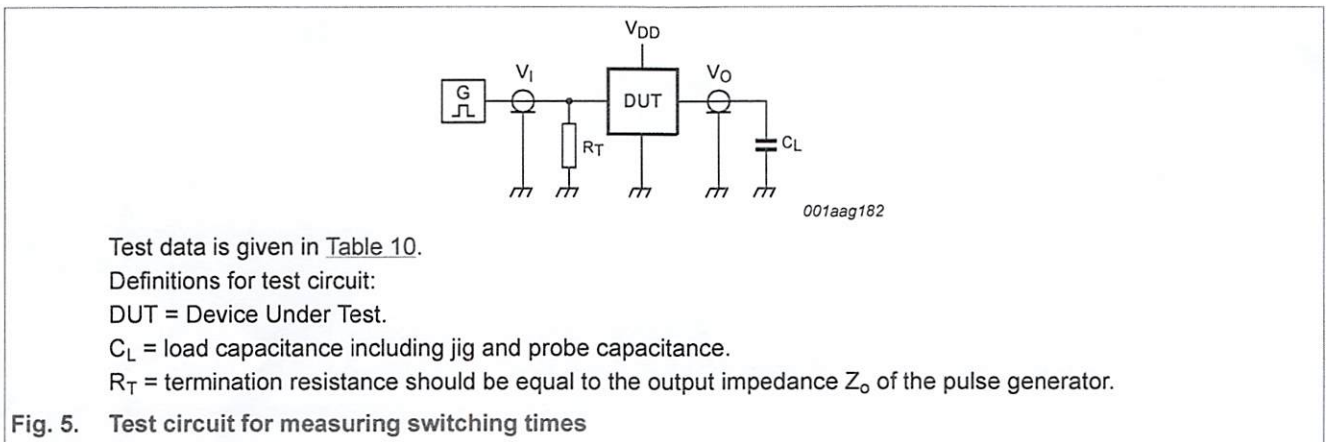 VDD
VI
VO
G
DUT
RT
CL
001aag182
Test data is given in Table 10.
Definitions for test circuit:
DUT = Device Under Test.
CL = load capacitance including jig and probe capacitance.
RT = termination resistance should be equal to the output impedance Zo of the pulse generator.
Fig. 5. Test circuit for measuring switching times